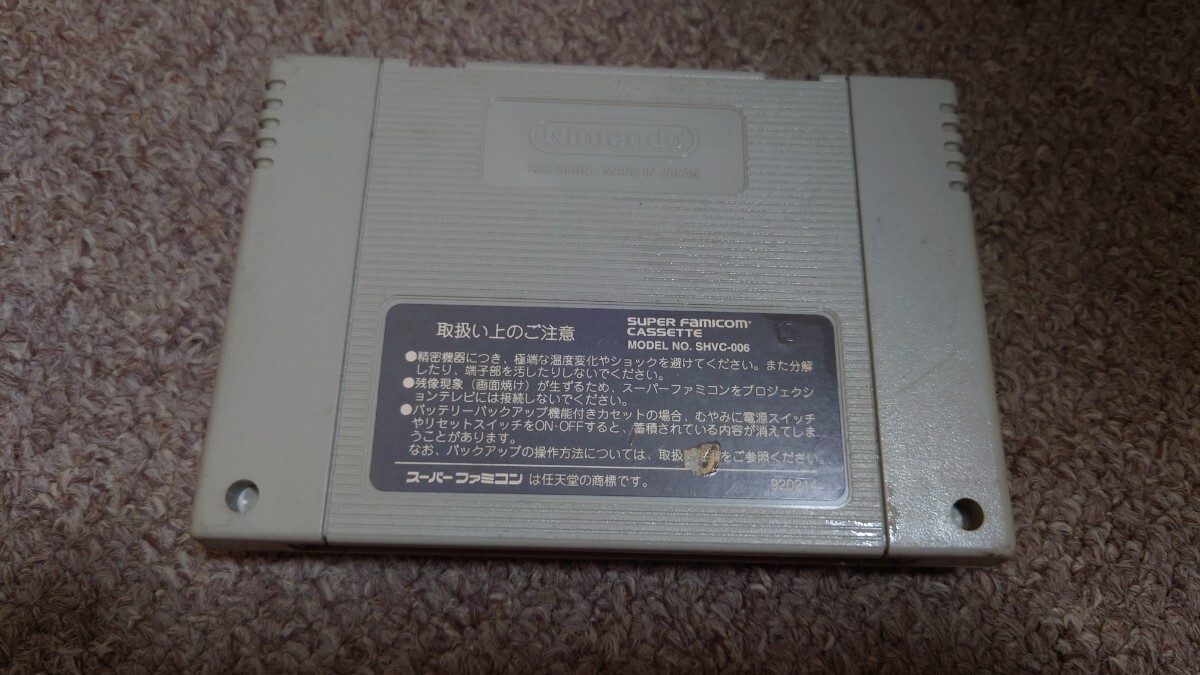 Nintendo
MADE IN JAPAN
取扱い上のご注意
SUPER FAMICOM
CASSETTE
MODEL NO. SHVC-006
●精密機器につき、極端な温度変化やショックを避けてください。また分解
したり、端子部を汚したりしないでください。
●残像現象（画面焼け）が生ずるため、スーパーファミコンをプロジェクシ
ョンテレビには接続しないでください。
●バッテリーバックアップ機能付きカセットの場合、むやみに電源スイッチ
やリセットスイッチをON・OFFすると、蓄積されている内容が消えてしま
うことがあります。
なお、バックアップの操作方法については、取扱 をご参照ください。
スーパーファミコン は任天堂の商標です。
920214